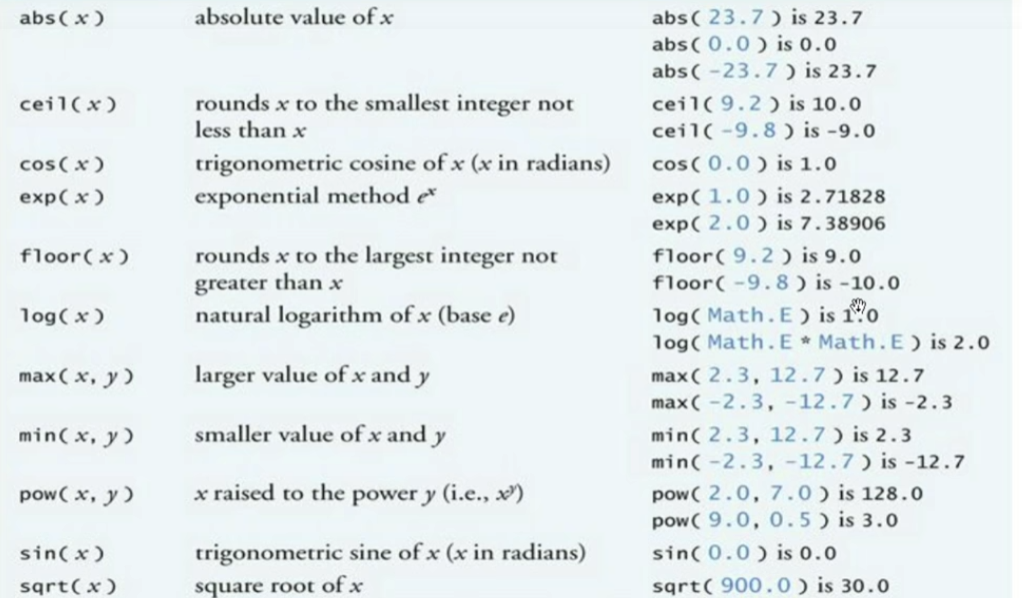 abs( x ) absolute value of x abs( 23.7 ) is 23.7
abs( 0.0 ) is 0.0
abs( -23.7 ) is 23.7
ceil( x ) rounds x to the smallest integer not ceil( 9.2 ) is 10.0
less than x ceil( -9.8 ) is -9.0
cos( x ) trigonometric cosine of x (x in radians) cos( 0.0 ) is 1.0
exp( x ) exponential method eˣ exp( 1.0 ) is 2.71828
exp( 2.0 ) is 7.38906
floor( x ) rounds x to the largest integer not floor( 9.2 ) is 9.0
greater than x floor( -9.8 ) is -10.0
log( x ) natural logarithm of x (base e) log( Math.E ) is 1.0
log( Math.E * Math.E ) is 2.0
max( x, y ) larger value of x and y max( 2.3, 12.7 ) is 12.7
max( -2.3, -12.7 ) is -2.3
min( x, y ) smaller value of x and y min( 2.3, 12.7 ) is 2.3
min( -2.3, -12.7 ) is -12.7
pow( x, y ) x raised to the power y (i.e., xʸ) pow( 2.0, 7.0 ) is 128.0
pow( 9.0, 0.5 ) is 3.0
sin( x ) trigonometric sine of x (x in radians) sin( 0.0 ) is 0.0
sqrt( x ) square root of x sqrt( 900.0 ) is 30.0